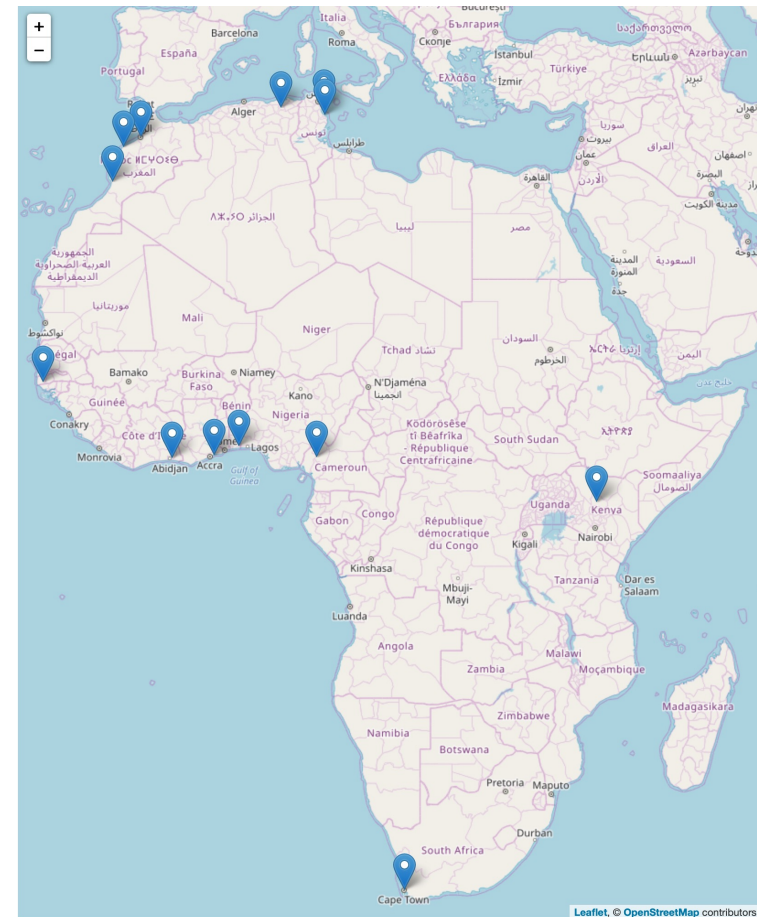 +
−
Bucureșt
Italia
Barcelona
България
საქართველო
Roma
Скопје
İstanbul
Երևան
Azərbaycan
España
Portugal
Ελλάδα
Türkiye
Izmir
تبريز
Alger
تونس
طرابلس
سوريا
بيروت
العراق
عمان
اصفهان
المغرب
القاهرة
الأردن
البصرة
مدينة الكويت
ⴷⵣⴰⵢⴻⵔ الجزائر
ليبيا
مصر
الجمهورية
العربية الصحراوية
الديمقراطية
المدينة
المنورة
السعودية
جدة
موريتانيا
Mali
نواكشوط
Niger
Tchad تشاد
السودان
اليمن
الخرطوم
خليج عدن
Bamako
Burkina
Faso
Niamey
N'Djaména
انجمينا
Kano
Guinée
Bénin
Nigeria
Conakry
Côte d'I
Lagos
Ködörösêse
tî Bêafrîka
- République
Centrafricaine
South Sudan
Monrovia
Abidjan
Accra
Gulf of
Guinea
Cameroun
Soomaaliya
الصومال
Uganda
Kenya
Gabon
Congo
République
démocratique
du Congo
Kigali
Nairobi
Kinshasa
Mbuji-
Mayi
Tanzania
Dar es
Salaam
Luanda
Angola
Malawi
Zambia
Moçambique
Zimbabwe
Madagasikara
Namibia
Botswana
Pretoria
Maputo
Durban
South Africa
Cape Town
Leaflet, © OpenStreetMap contributors